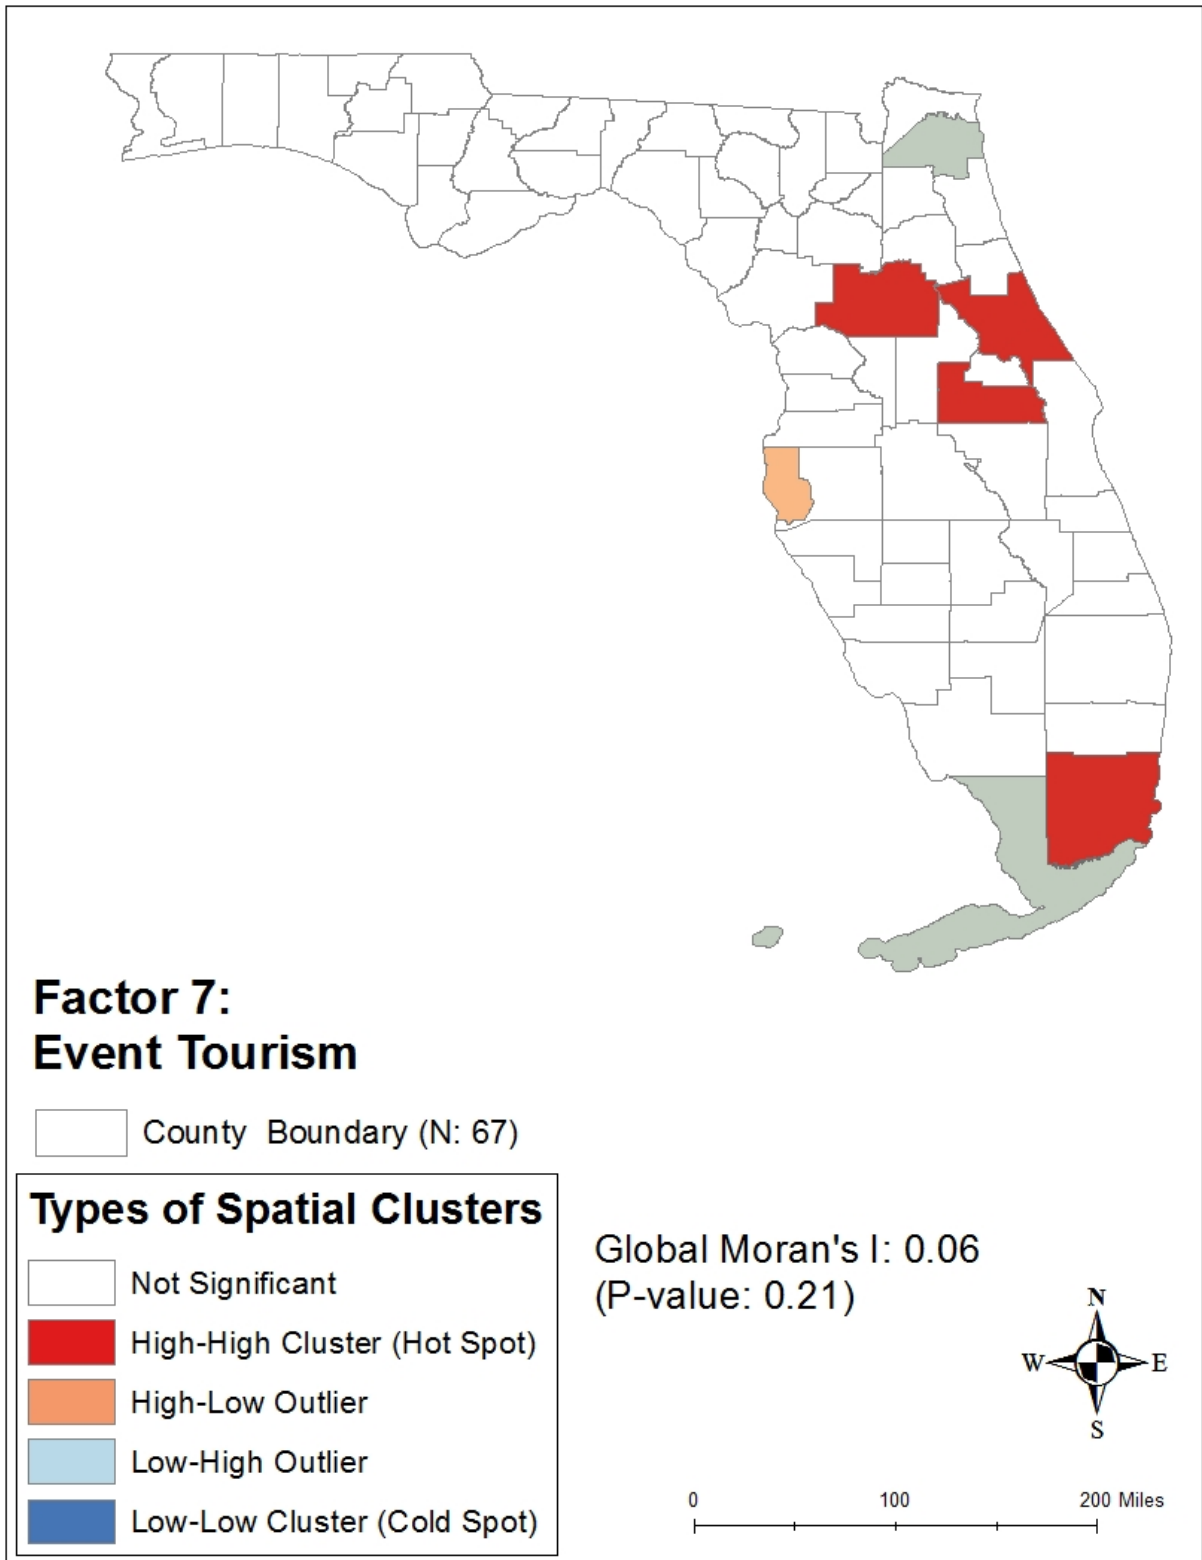 Factor 7:
Event Tourism
County Boundary (N: 67)
Types of Spatial Clusters
Not Significant
High-High Cluster (Hot Spot)
High-Low Outlier
Low-High Outlier
Low-Low Cluster (Cold Spot)
Global Moran's I: 0.06
(P-value: 0.21)
N
W E
S
0 100 200 Miles